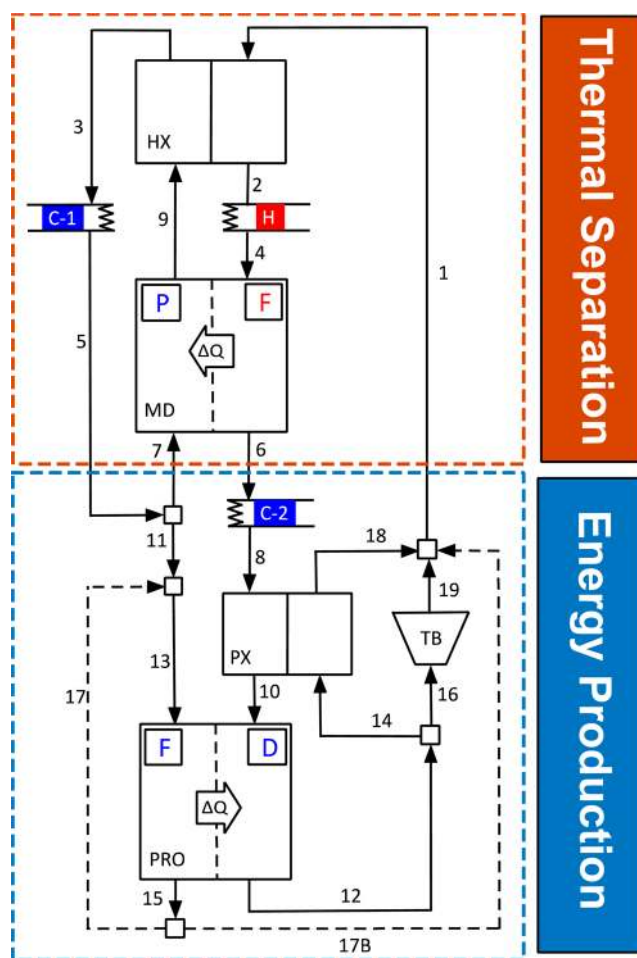 3
HX
2
C-1
H
9
4
1
5
P
F
ΔQ
MD
7
6
C-2
11
8
18
19
TB
13
PX
17
10
14
16
F
D
ΔQ
PRO
15
12
17B
Thermal Separation
Energy Production